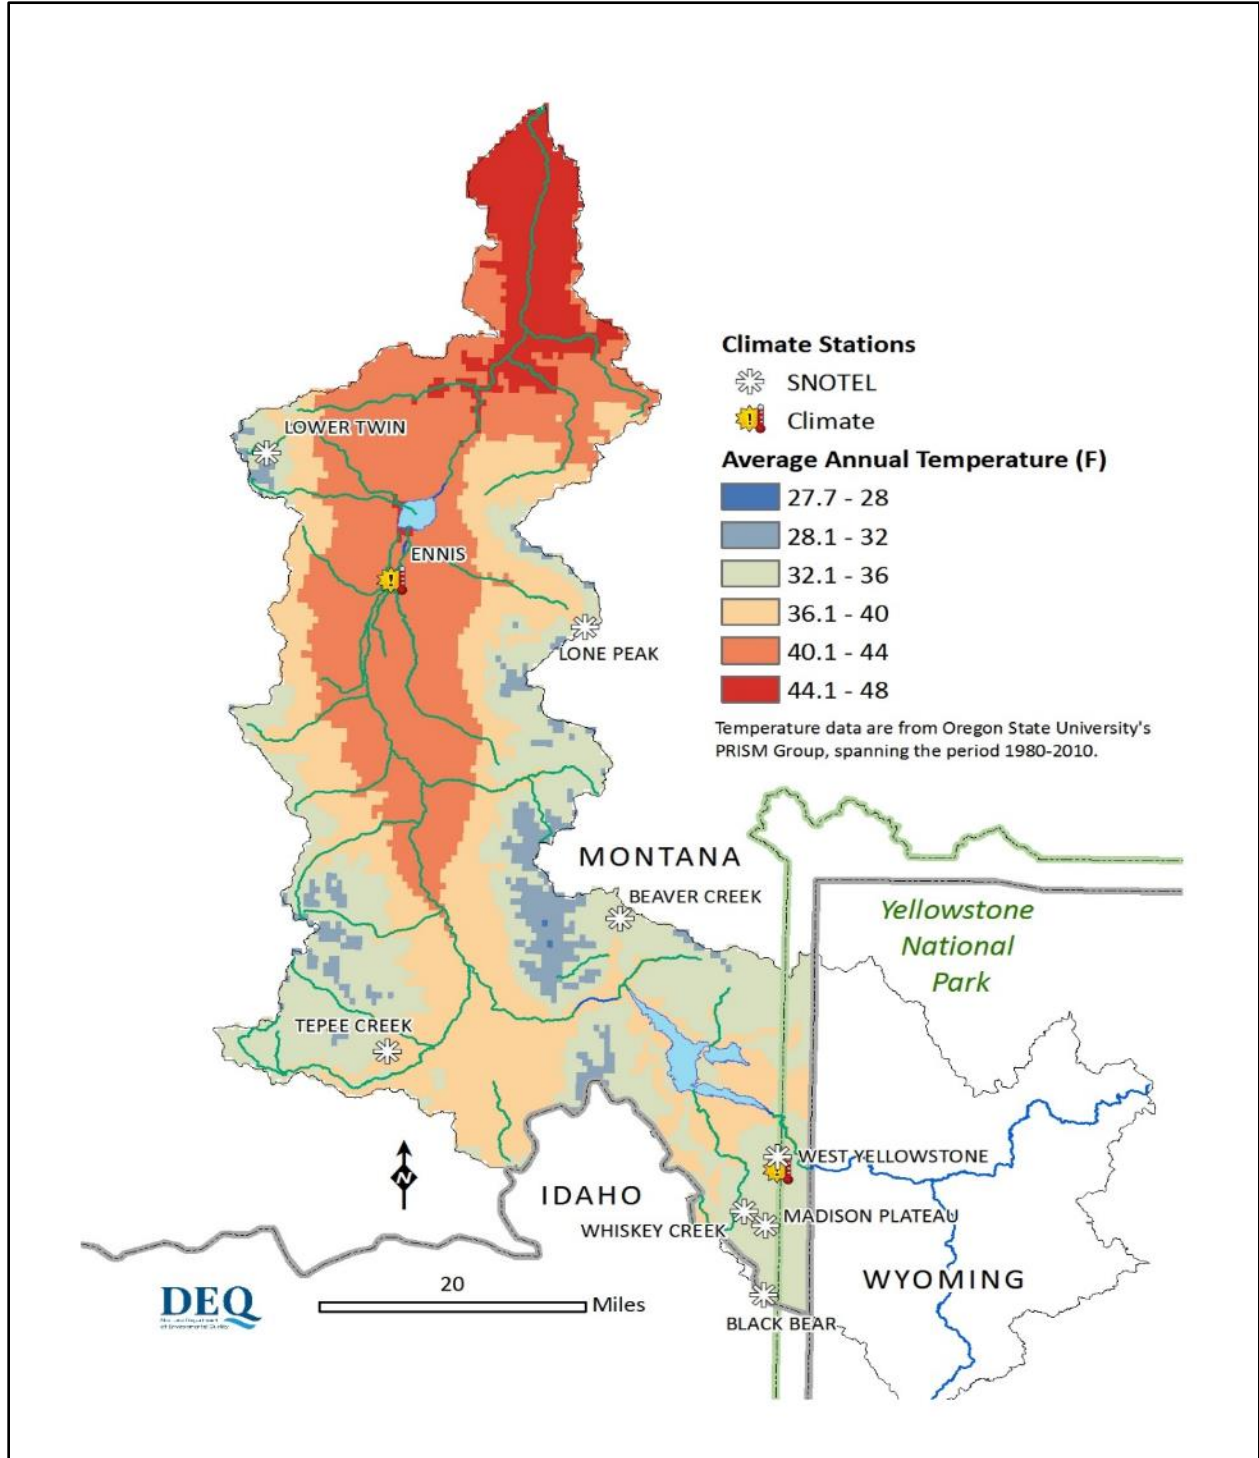 Climate Stations
SNOTEL
Climate
Average Annual Temperature (F)
27.7 - 28
28.1 - 32
32.1 - 36
36.1 - 40
40.1 - 44
44.1 - 48
Temperature data are from Oregon State University's
PRISM Group, spanning the period 1980-2010.
LOWER TWIN
ENNIS
LONE PEAK
MONTANA
BEAVER CREEK
Yellowstone
National
Park
TEPEE CREEK
WEST YELLOWSTONE
N
IDAHO
MADISON PLATEAU
WHISKEY CREEK
WYOMING
20
Miles
DEQ
BLACK BEAR